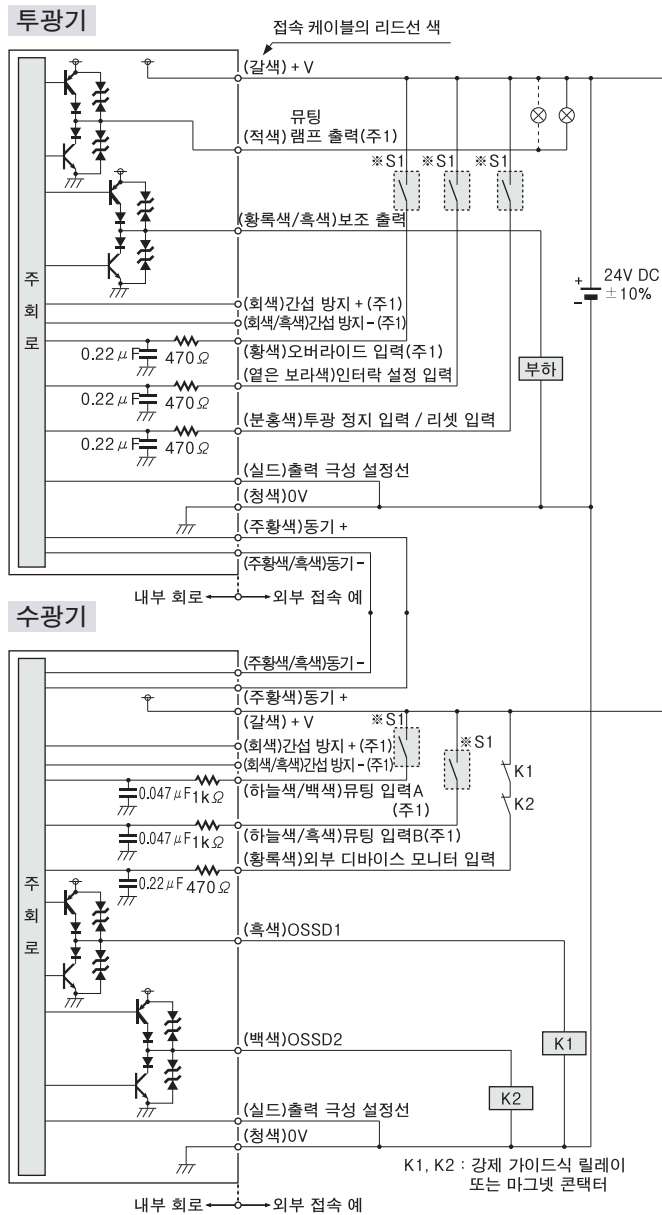 투광기
접속 케이블의 리드선 색
(갈색) + V
뮤팅
(적색) 램프 출력(주1)
※S1
※S1
※S1
(황록색/흑색)보조 출력
24V DC
±10%
+
-
주
회
로
(회색)간섭 방지 + (주1)
(회색/흑색)간섭 방지 - (주1)
(황색)오버라이드 입력(주1)
0.22 μF
470Ω
(옅은 보라색)인터락 설정 입력
부하
0.22 μF
470Ω
(분홍색)투광 정지 입력 / 리셋 입력
0.22 μF
470Ω
(실드)출력 극성 설정선
(청색)0V
(주황색)동기 +
(주황색/흑색)동기 -
내부 회로
외부 접속 예
수광기
(주황색/흑색)동기 -
(주황색)동기 +
(갈색) + V
※S1
※S1
(회색)간섭 방지 + (주1)
(회색/흑색)간섭 방지 - (주1)
K1
(하늘색/백색)뮤팅 입력A
(주1)
0.047 μF
1kΩ
K2
(하늘색/흑색)뮤팅 입력B(주1)
0.047 μF
1kΩ
(황록색)외부 디바이스 모니터 입력
0.22 μF
470Ω
주
회
로
(흑색)OSSD1
(백색)OSSD2
K1
K2
(실드)출력 극성 설정선
(청색)0V
K1, K2 : 강제 가이드식 릴레이
또는 마그넷 콘택터
내부 회로
외부 접속 예